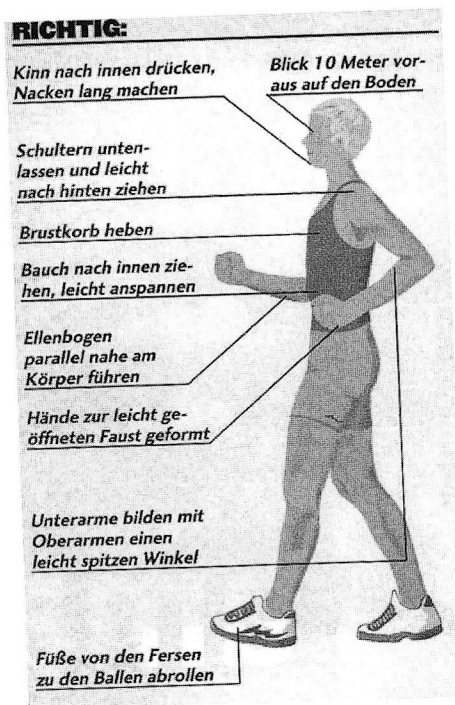 RICHTIG:
Kinn nach innen drücken,
Nacken lang machen
Blick 10 Meter vor-
aus auf den Boden
Schultern unten-
lassen und leicht
nach hinten ziehen
Brustkorb heben
Bauch nach innen zie-
hen, leicht anspannen
Ellenbogen
parallel nahe am
Körper führen
Hände zur leicht ge-
öffneten Faust geformt
Unterarme bilden mit
Oberarmen einen
leicht spitzen Winkel
Füße von den Fersen
zu den Ballen abrollen